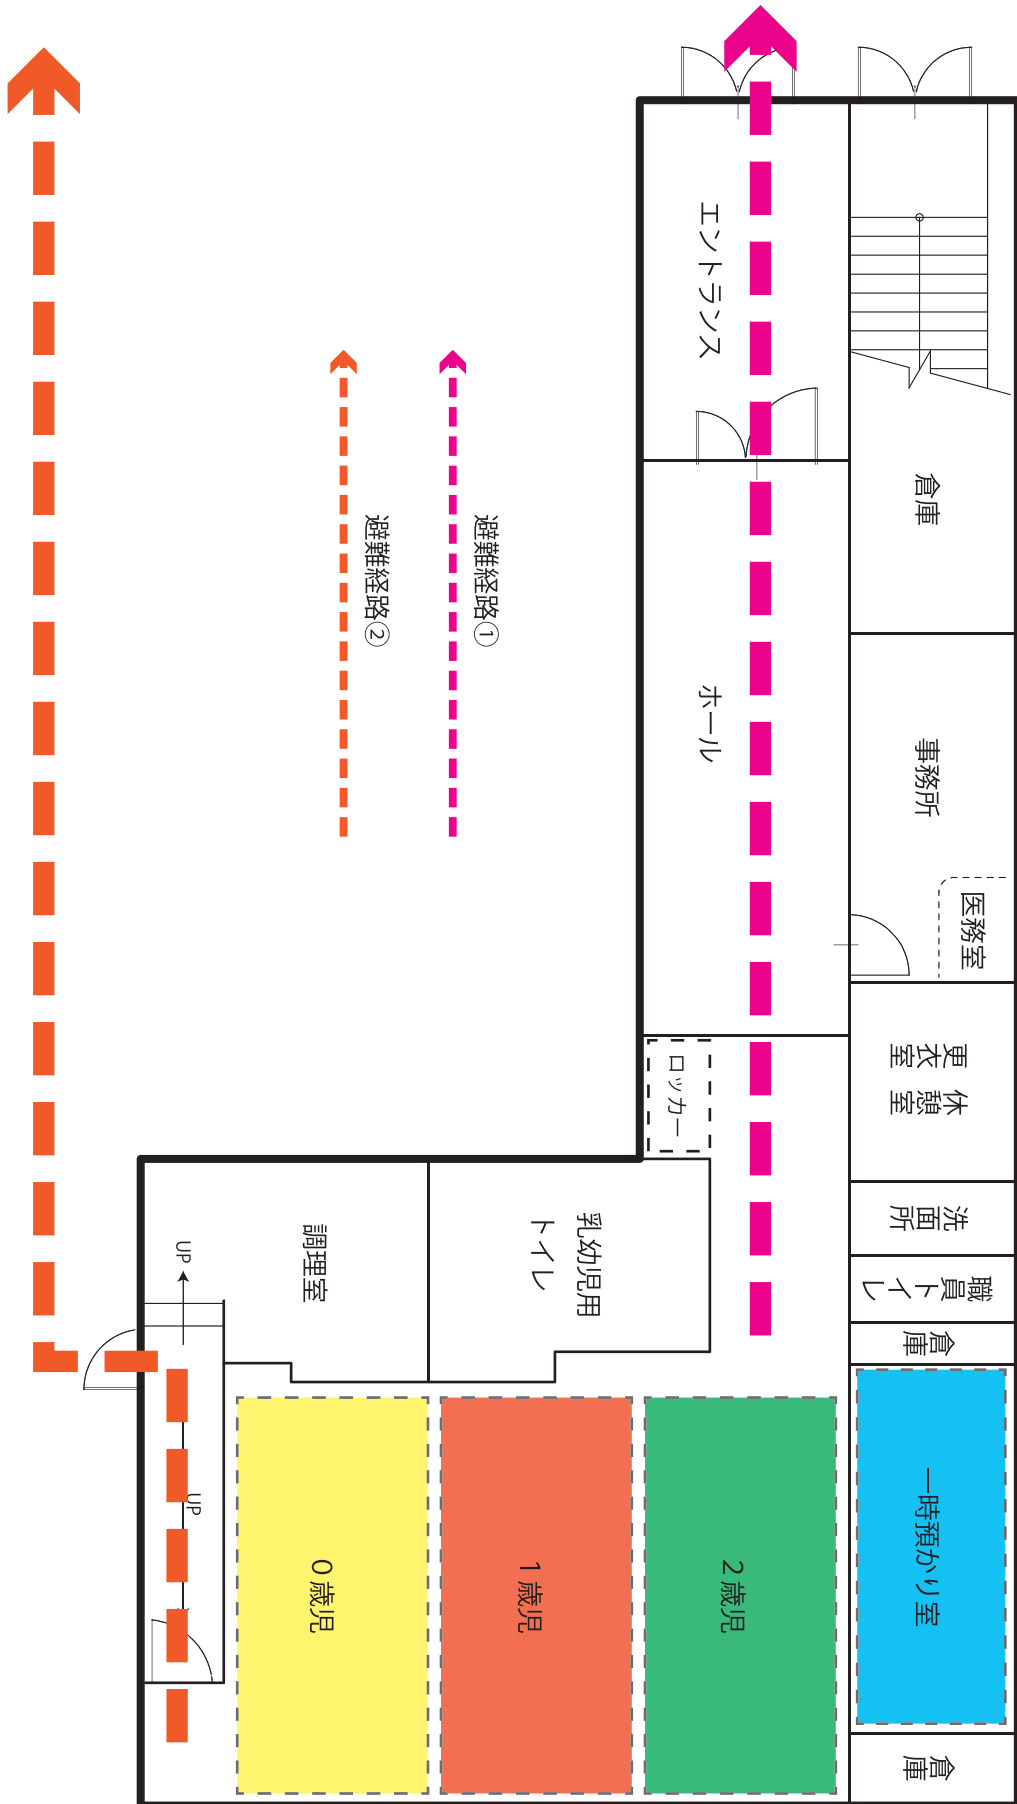 エントランス
倉庫
避難経路①
避難経路②
ホール
事務所
医務室
ロッカー
更衣室
休憩室
洗面所
職員トイレ
倉庫
調理室
乳幼児用
トイレ
UP
UP
0歳児
1歳児
2歳児
一時預かり室
倉庫